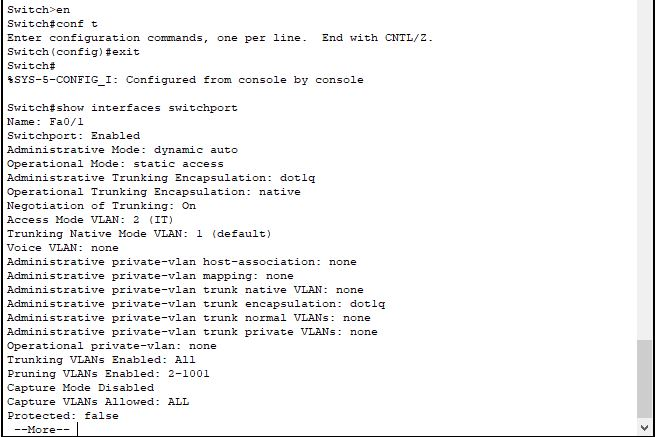 Switch>en
Switch#conf t
Enter configuration commands, one per line.  End with CNTL/Z.
Switch(config)#exit
Switch#
%SYS-5-CONFIG_I: Configured from console by console

Switch#show interfaces switchport
Name: Fa0/1
Switchport: Enabled
Administrative Mode: dynamic auto
Operational Mode: static access
Administrative Trunking Encapsulation: dot1q
Operational Trunking Encapsulation: native
Negotiation of Trunking: On
Access Mode VLAN: 2 (IT)
Trunking Native Mode VLAN: 1 (default)
Voice VLAN: none
Administrative private-vlan host-association: none
Administrative private-vlan mapping: none
Administrative private-vlan trunk native VLAN: none
Administrative private-vlan trunk encapsulation: dot1q
Administrative private-vlan trunk normal VLANs: none
Administrative private-vlan trunk private VLANs: none
Operational private-vlan: none
Trunking VLANs Enabled: All
Pruning VLANs Enabled: 2-1001
Capture Mode Disabled
Capture VLANs Allowed: ALL
Protected: false
 --More--